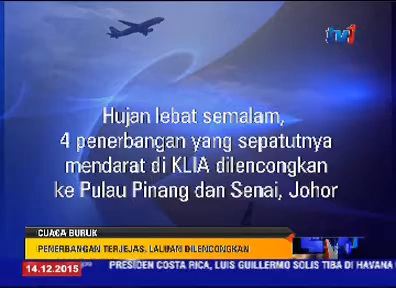 tv1
Hujan lebat semalam,
4 penerbangan yang sepatutnya
mendarat di KLIA dilencongkan
ke Pulau Pinang dan Senai, Johor
CUACA BURUK
PENERBANGAN TERJEJAS, LALUAN DILENCONGKAN
14.12.2015 PRESIDEN COSTA RICA, LUIS GUILLERMO SOLIS TIBA DI HAVANA